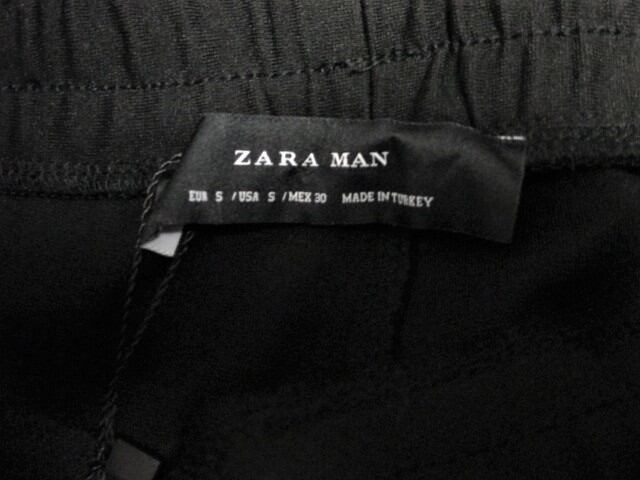 ZARA MAN
EUR S / USA S / MEX 30 MADE IN TURKEY